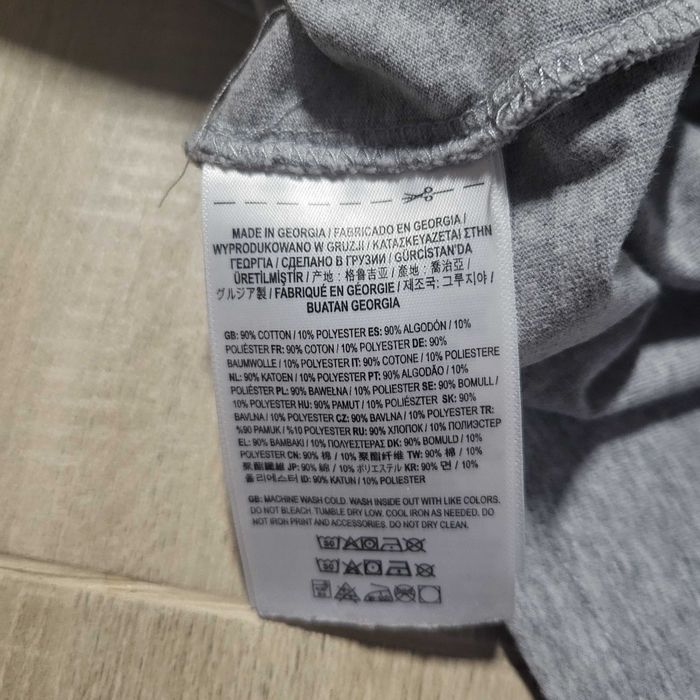 MADE IN GEORGIA / FABRICADO EN GEORGIA /
WYPRODUKOWANO W GRUZJI / ΚΑΤΑΣΚΕΥΑΖΕΤΑΙ ΣΤΗΝ
ΓΕΩΡΓΙΑ / СДЕЛАНО В ГРУЗИИ / GÜRCİSTAN'DA
ÜRETİLMİŞTİR / 产地：格鲁吉亚 / 產地：喬治亞 /
グルジア製 / FABRIQUÉ EN GÉORGIE / 제조국: 그루지야 /
BUATAN GEORGIA
GB: 90% COTTON / 10% POLYESTER ES: 90% ALGODÓN / 10%
POLIÉSTER FR: 90% COTON / 10% POLYESTER DE: 90%
BAUMWOLLE / 10% POLYESTER IT: 90% COTONE / 10% POLIESTERE
NL: 90% KATOEN / 10% POLYESTER PT: 90% ALGODÃO / 10%
POLIÉSTER PL: 90% BAWEŁNA / 10% POLIESTER SE: 90% BOMULL /
10% POLYESTER HU: 90% PAMUT / 10% POLIÉSZTER SK: 90%
BAVLNA / 10% POLYESTER CZ: 90% BAVLNA / 10% POLYESTER TR:
%90 PAMUK / %10 POLYESTER RU: 90% ХЛОПОК / 10% ПОЛИЭСТЕР
EL: 90% ΒΑΜΒΑΚΙ / 10% ΠΟΛΥΕΣΤΕΡΑΣ DK: 90% BOMULD / 10%
POLYESTER CN: 90% 棉 / 10% 聚酯纤维 TW: 90% 棉 / 10%
聚酯纖維 JP: 90% 綿 / 10% ポリエステル KR: 90% 면 / 10%
폴리에스터 ID: 90% KATUN / 10% POLIESTER
GB: MACHINE WASH COLD. WASH INSIDE OUT WITH LIKE COLORS.
DO NOT BLEACH. TUMBLE DRY LOW. COOL IRON AS NEEDED. DO
NOT IRON PRINT AND ACCESSORIES. DO NOT DRY CLEAN.
30
30